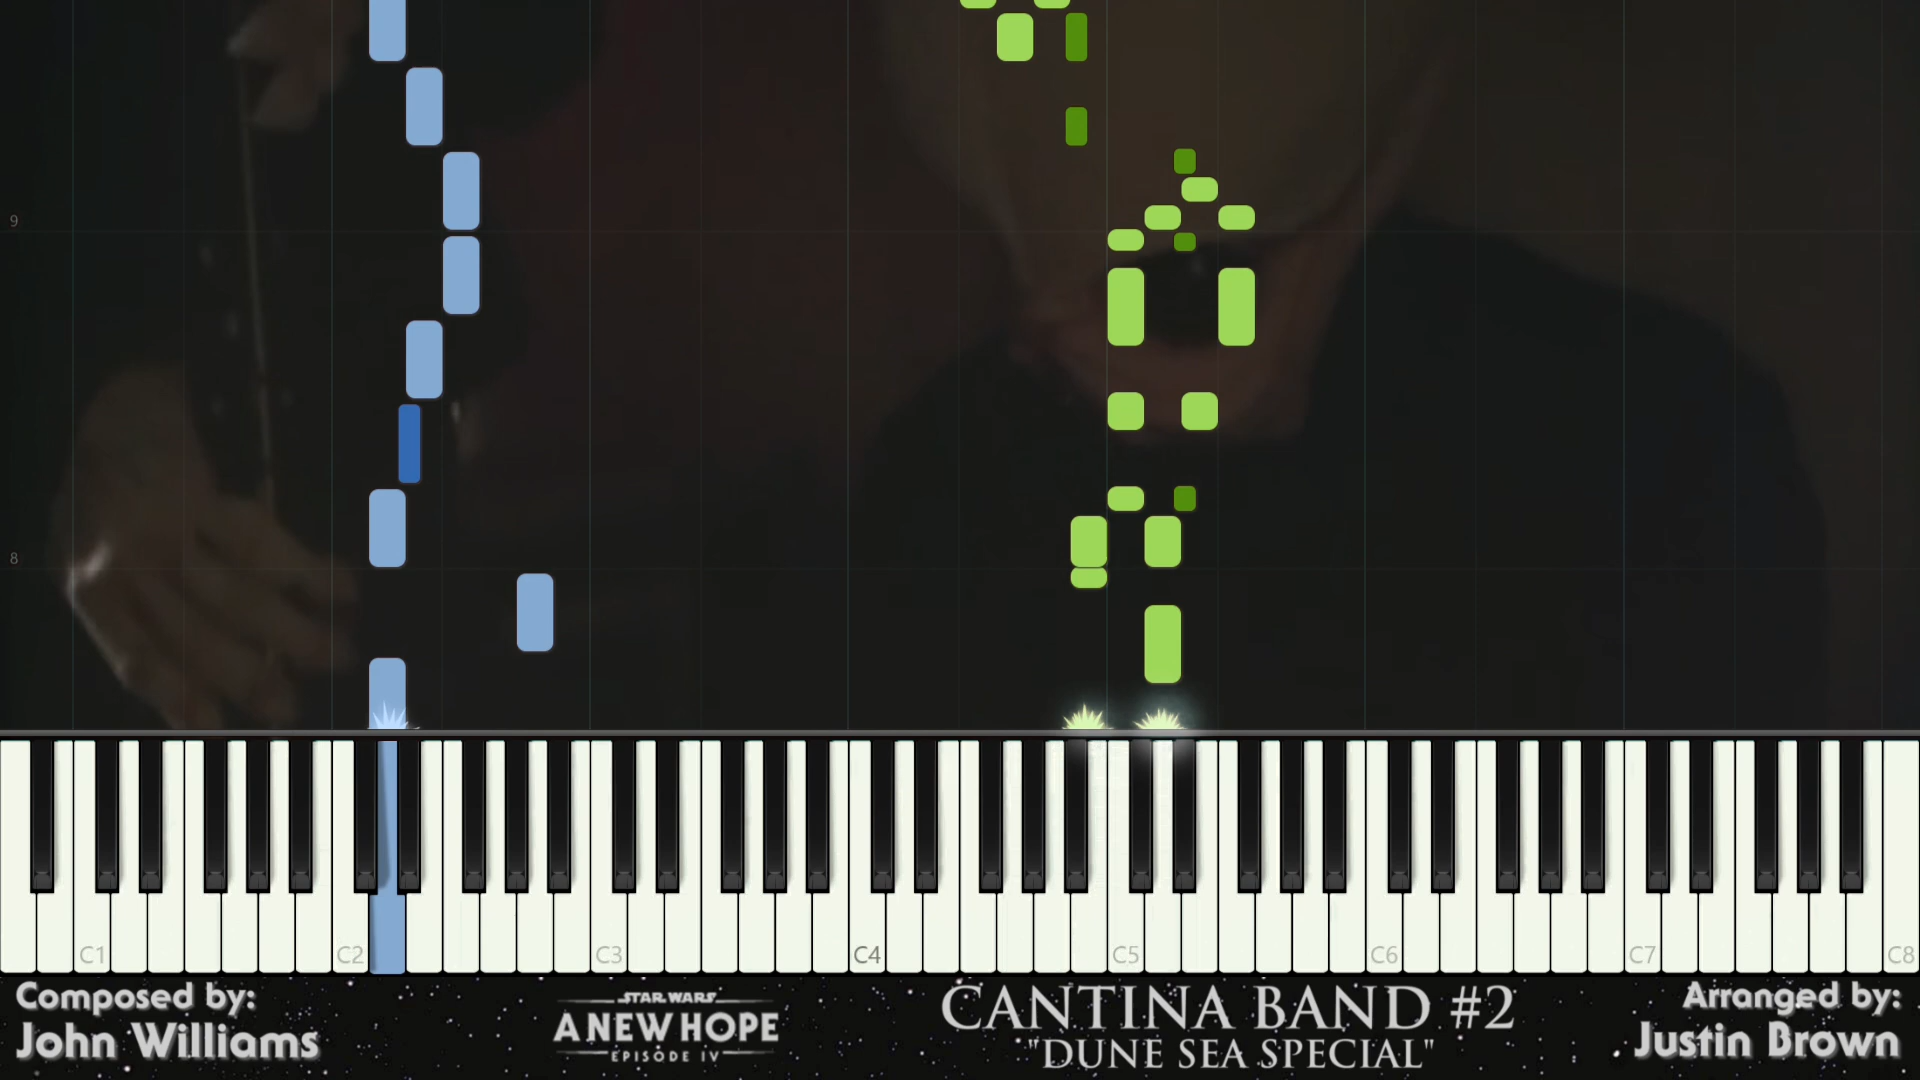 9
8
C1 C2 C3 C4 C5 C6 C7 C8
Composed by:
John Williams
STAR WARS
A NEW HOPE
EPISODE IV
CANTINA BAND #2
"DUNE SEA SPECIAL"
Arranged by:
Justin Brown